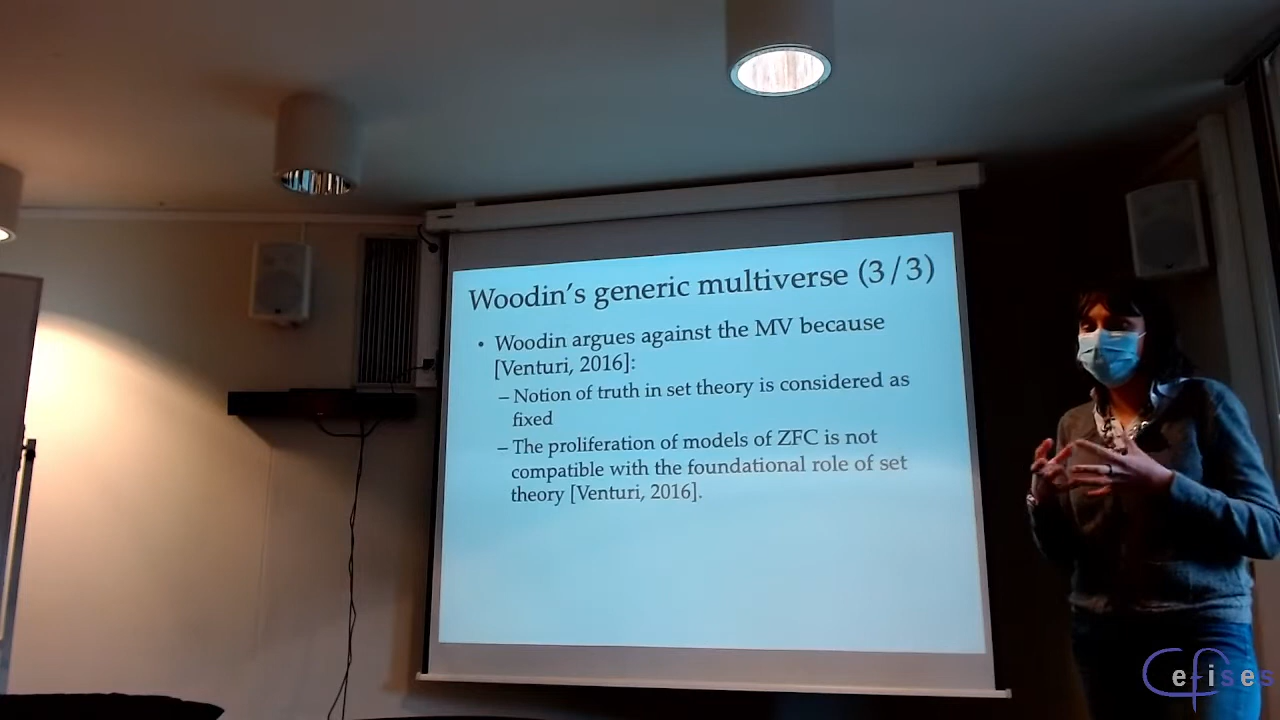 Woodin's generic multiverse (3/3)
• Woodin argues against the MV because
[Venturi, 2016]:
– Notion of truth in set theory is considered as
fixed
– The proliferation of models of ZFC is not
compatible with the foundational role of set
theory [Venturi, 2016].
Cefises